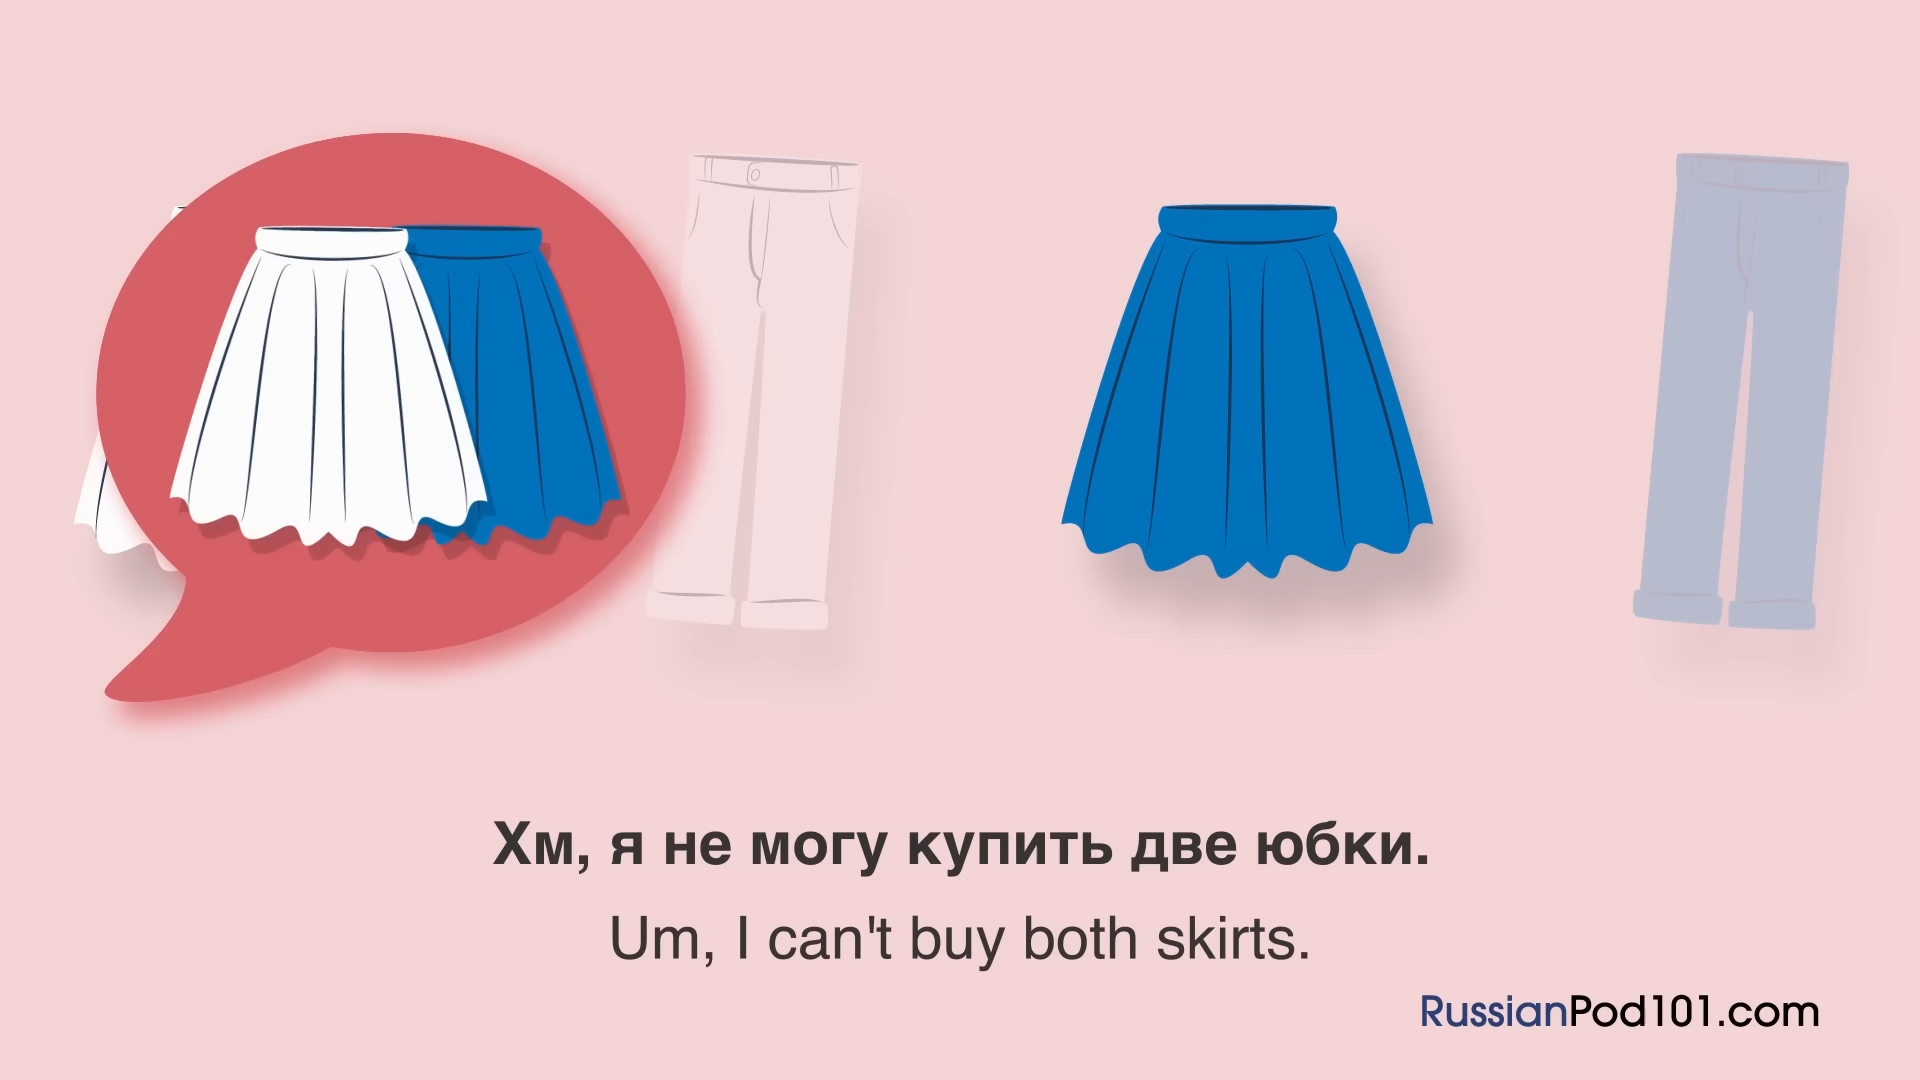 Хм, я не могу купить две юбки.
Um, I can't buy both skirts.
RussianPod101.com